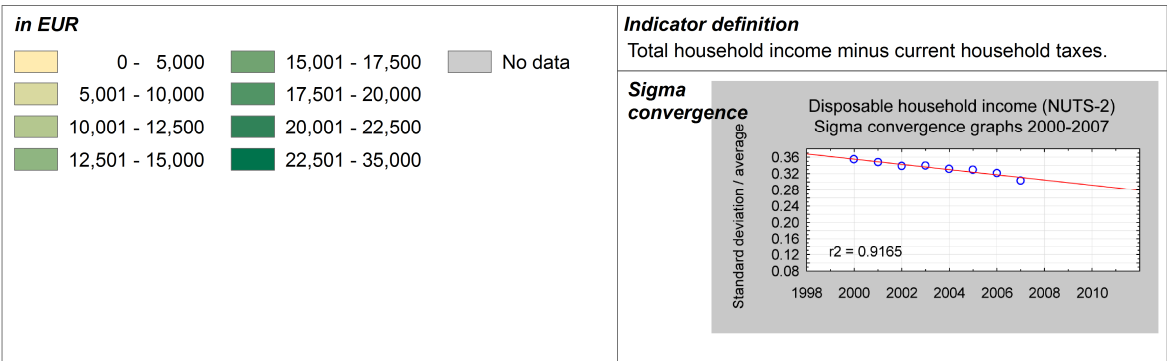 in EUR
0 - 5,000
5,001 - 10,000
10,001 - 12,500
12,501 - 15,000
15,001 - 17,500
17,501 - 20,000
20,001 - 22,500
22,501 - 35,000
No data
Indicator definition
Total household income minus current household taxes.
Sigma
convergence
Disposable household income (NUTS-2)
Sigma convergence graphs 2000-2007
Standard deviation / average
0.36
0.32
0.28
0.24
0.20
0.16
0.12
0.08
r2 = 0.9165
1998 2000 2002 2004 2006 2008 2010